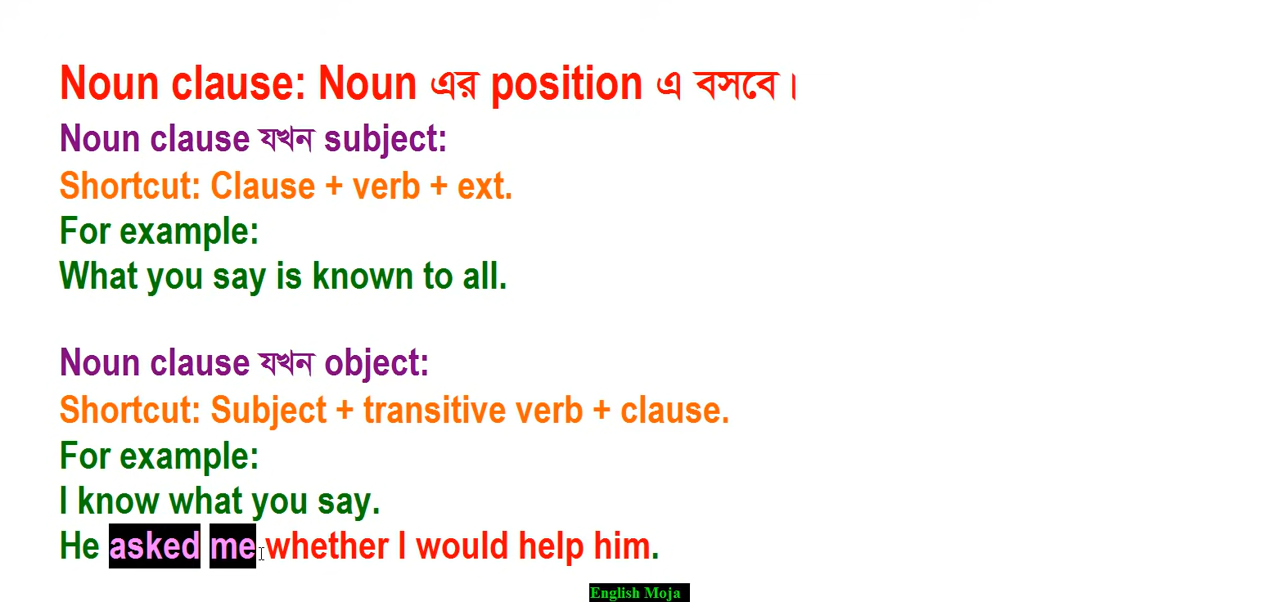 Noun clause: Noun এর position এ বসবে।
Noun clause যখন subject:
Shortcut: Clause + verb + ext.
For example:
What you say is known to all.
Noun clause যখন object:
Shortcut: Subject + transitive verb + clause.
For example:
I know what you say.
He asked me whether I would help him.
English Moja